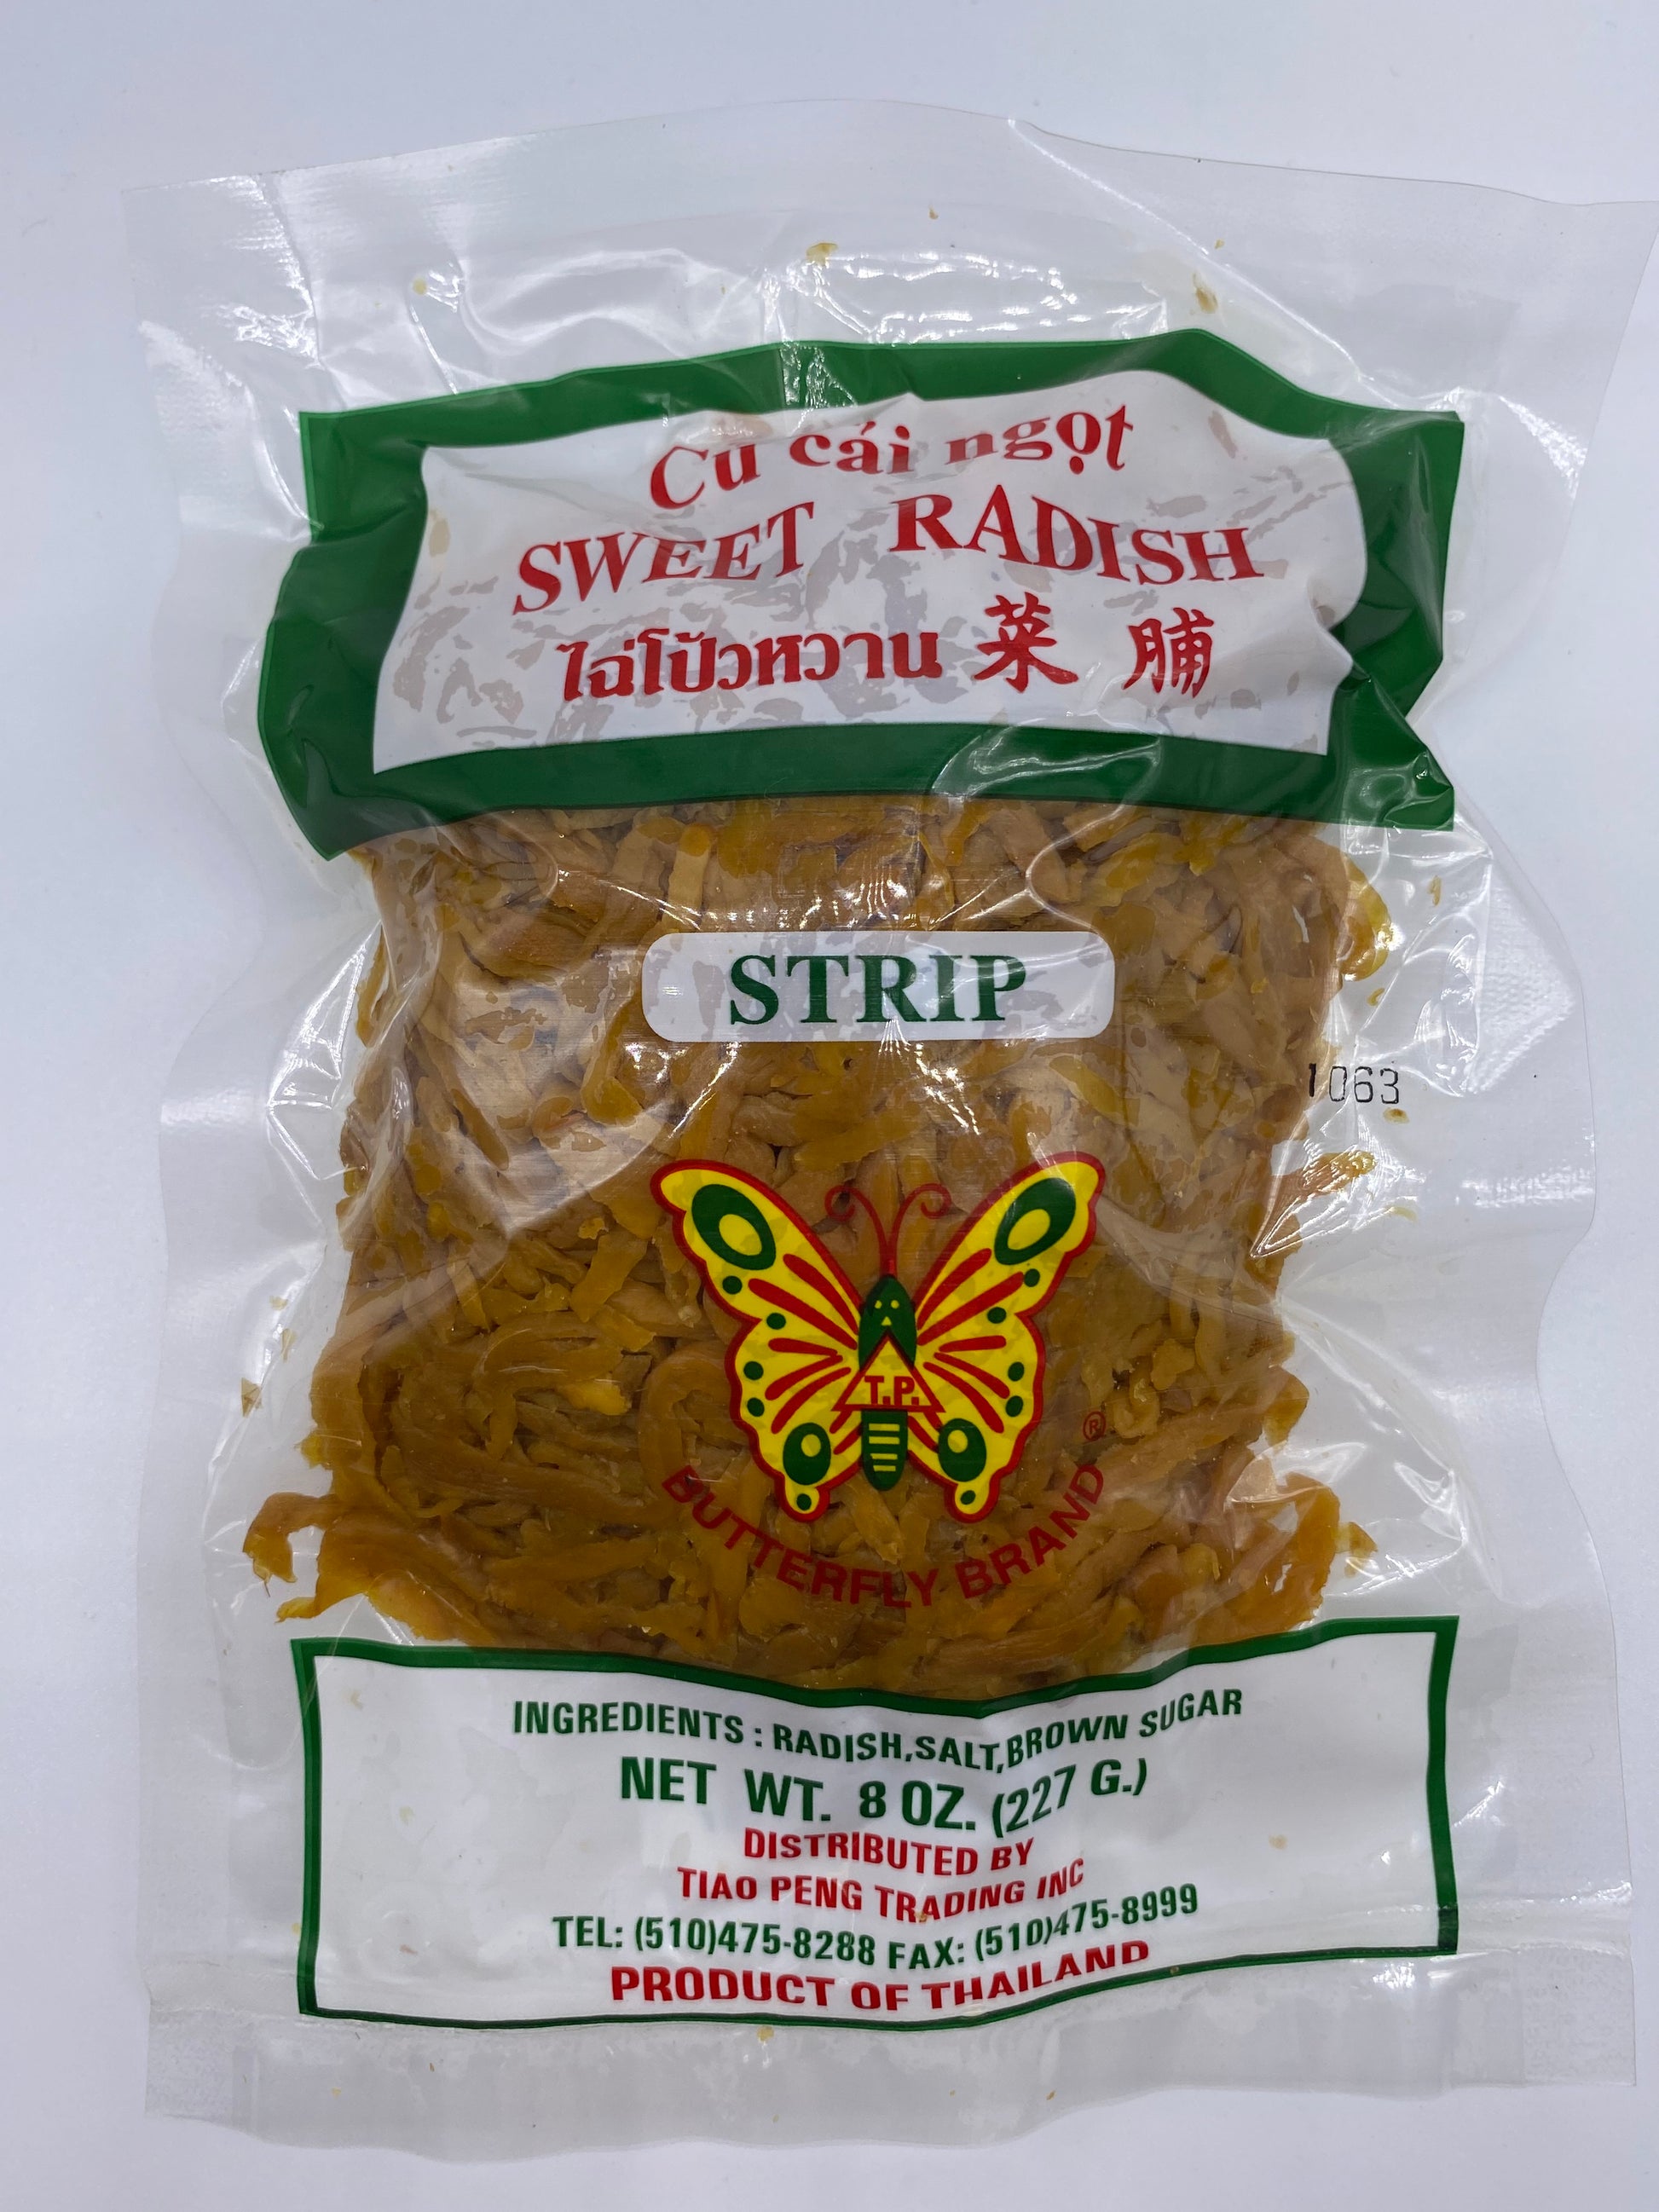 Củ cải ngọt
SWEET RADISH
ไฉ่โป้วหวาน 菜脯
STRIP
1063
T.P.
®
BUTTERFLY BRAND
INGREDIENTS : RADISH,SALT,BROWN SUGAR
NET WT. 8 OZ. (227 G.)
DISTRIBUTED BY
TIAO PENG TRADING INC
TEL: (510)475-8288 FAX: (510)475-8999
PRODUCT OF THAILAND